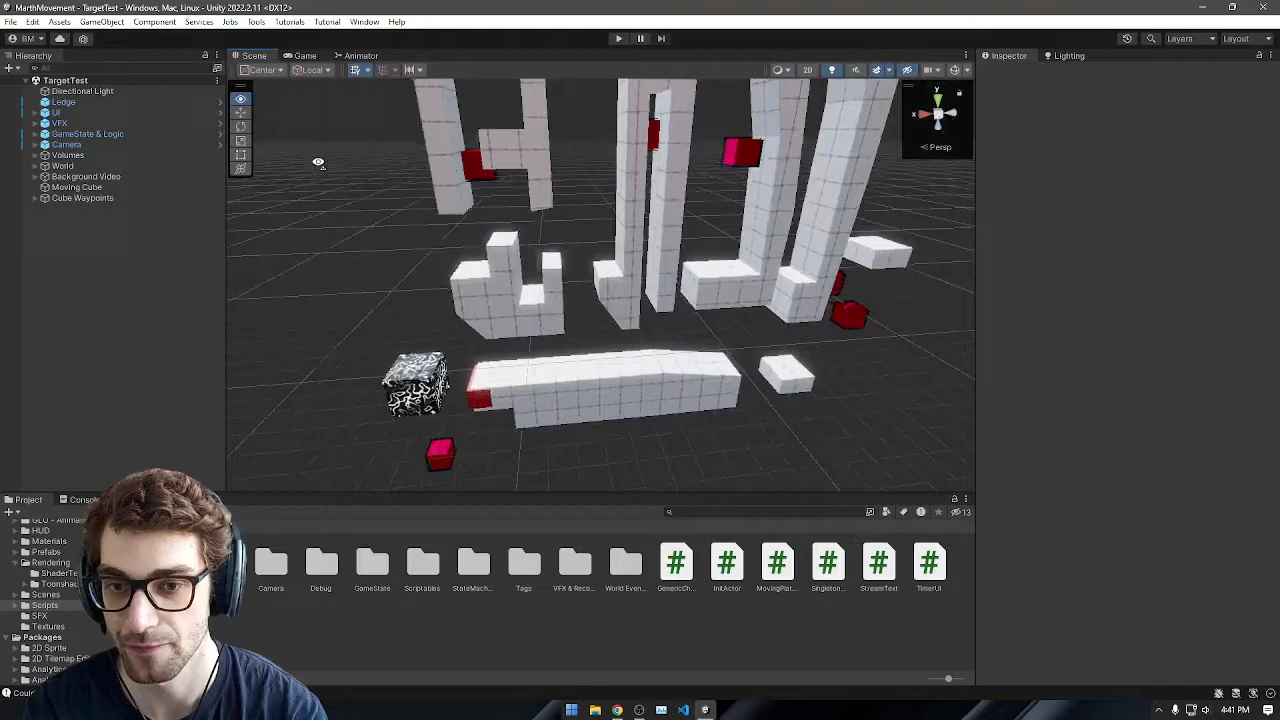 MarthMovement - TargetTest - Windows, Mac, Linux - Unity 2022.2.11 <DX12>
File Edit Assets GameObject Component Services Jobs Tools Tutorials Tutorial Window Help
BM Layers Layout
Hierarchy Scene Game Animator Inspector Lighting
All Center Local 2D
TargetTest
Directional Light
Ledge
UI
VFX
GameState & Logic
Camera
Volumes
World
Background Video
Moving Cube
Cube Waypoints
y
x
Persp
Project Console
13
HUD
Materials
Prefabs
Rendering
Scenes
Scripts
SFX
Textures
Packages
2D Sprite
2D Tilemap
Camera Debug GameState Scriptables StateMach... Tags VFX & Reco... World Even... GenericCh... InitActor MovingPlat... Singleton... StreamText TimerUI
4:41 PM